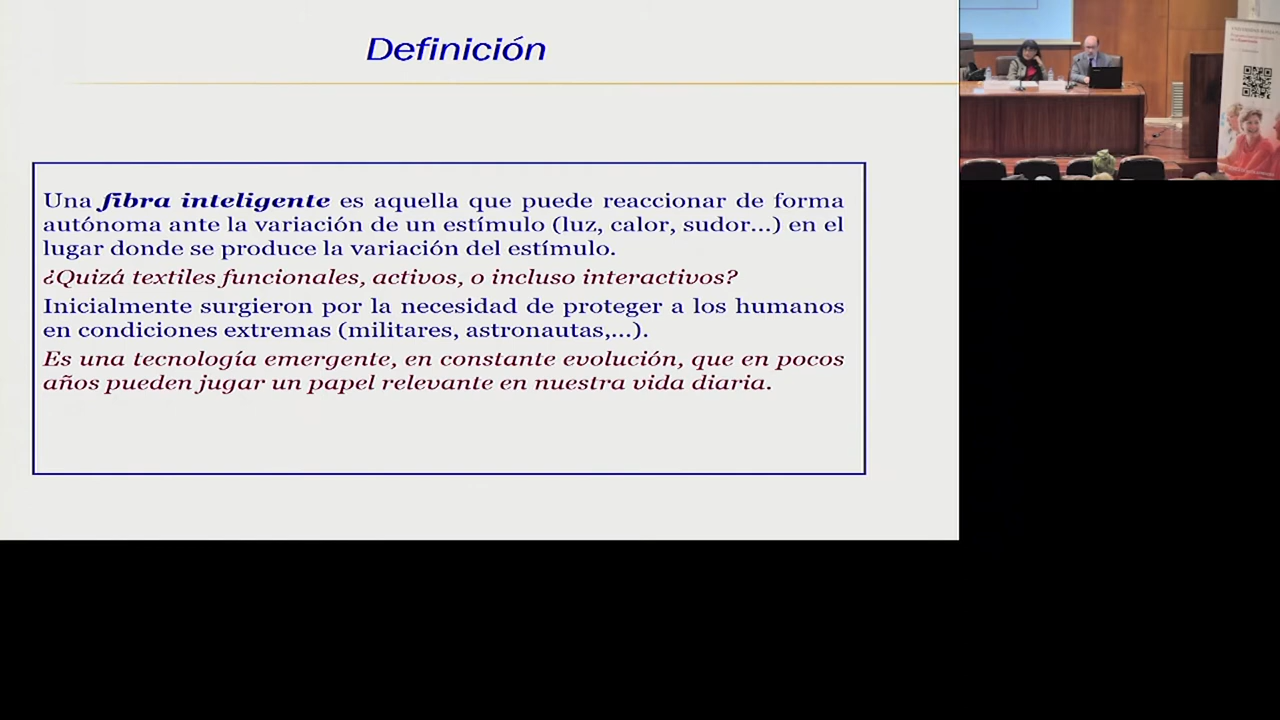 Definición
Una fibra inteligente es aquella que puede reaccionar de forma
autónoma ante la variación de un estímulo (luz, calor, sudor...) en el
lugar donde se produce la variación del estímulo.
¿Quizá textiles funcionales, activos, o incluso interactivos?
Inicialmente surgieron por la necesidad de proteger a los humanos
en condiciones extremas (militares, astronautas,...).
Es una tecnología emergente, en constante evolución, que en pocos
años pueden jugar un papel relevante en nuestra vida diaria.